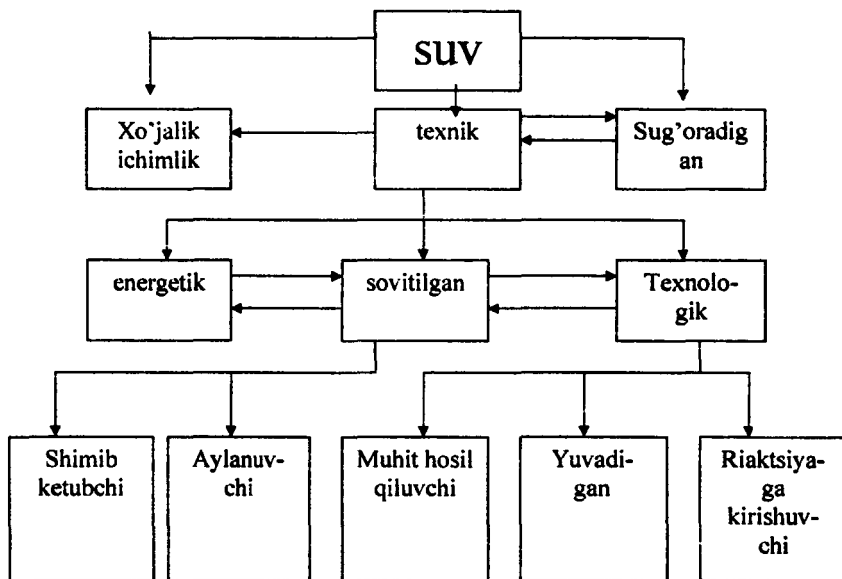 suv
Xo`jalik
ichimlik
texnik
Sug’oradig
an
energetik
sovitilgan
Texnolo-
gik
Shimib
ketubchi
Aylanuv-
chi
Muhit hosil
qiluvchi
Yuvadi-
gan
Riaktsiya-
ga
kirishuv-
chi